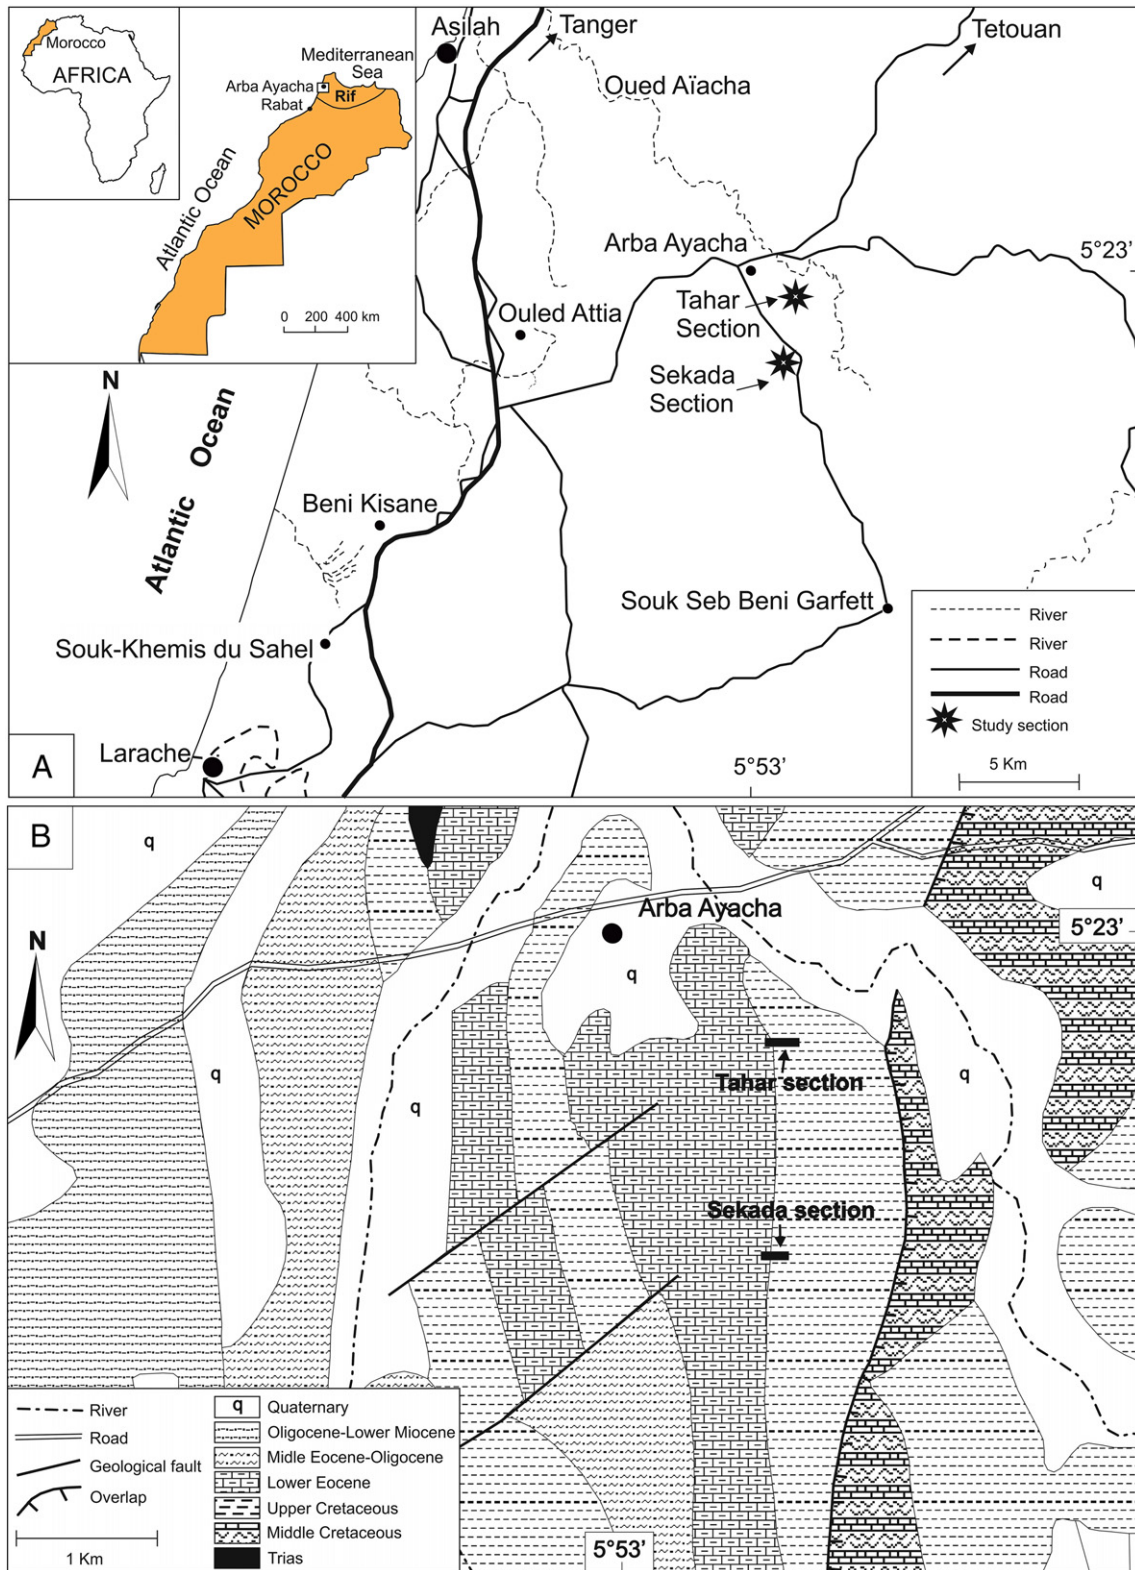 Morocco
AFRICA
Mediterranean
Sea
Arba Ayacha
Rif
Rabat
Atlantic Ocean
MOROCCO
0 200 400 km
Asilah
Tanger
Tetouan
Oued Aïacha
Arba Ayacha
5°23'
Tahar
Section
Ouled Attia
Sekada
Section
N
Atlantic Ocean
Beni Kisane
Souk Seb Beni Garfett
Souk-Khemis du Sahel
Larache
5°53'
River
River
Road
Road
Study section
5 Km
A
B
q
q
Arba Ayacha
5°23'
N
q
q
q
q
Tahar section
Sekada section
River
Road
Geological fault
Overlap
1 Km
q Quaternary
Oligocene-Lower Miocene
Midle Eocene-Oligocene
Lower Eocene
Upper Cretaceous
Middle Cretaceous
Trias
5°53'